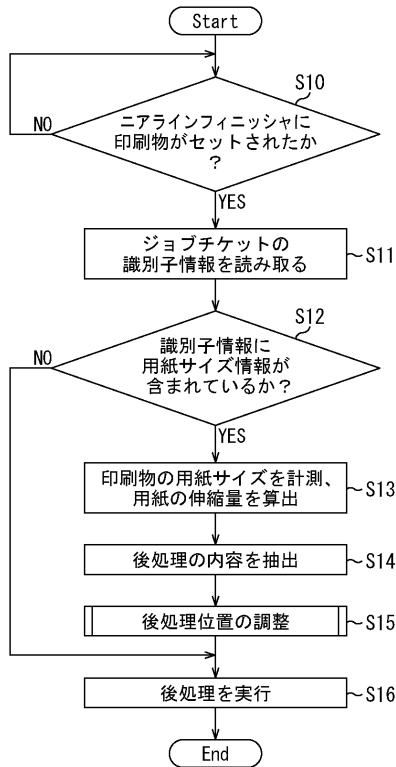 Start
S10
ニアラインフィニッシャに
印刷物がセットされたか
？
NO
YES
ジョブチケットの
識別子情報を読み取る
S11
S12
識別子情報に
用紙サイズ情報が
含まれているか？
NO
YES
印刷物の用紙サイズを計測、
用紙の伸縮量を算出
S13
後処理の内容を抽出
S14
後処理位置の調整
S15
後処理を実行
S16
End